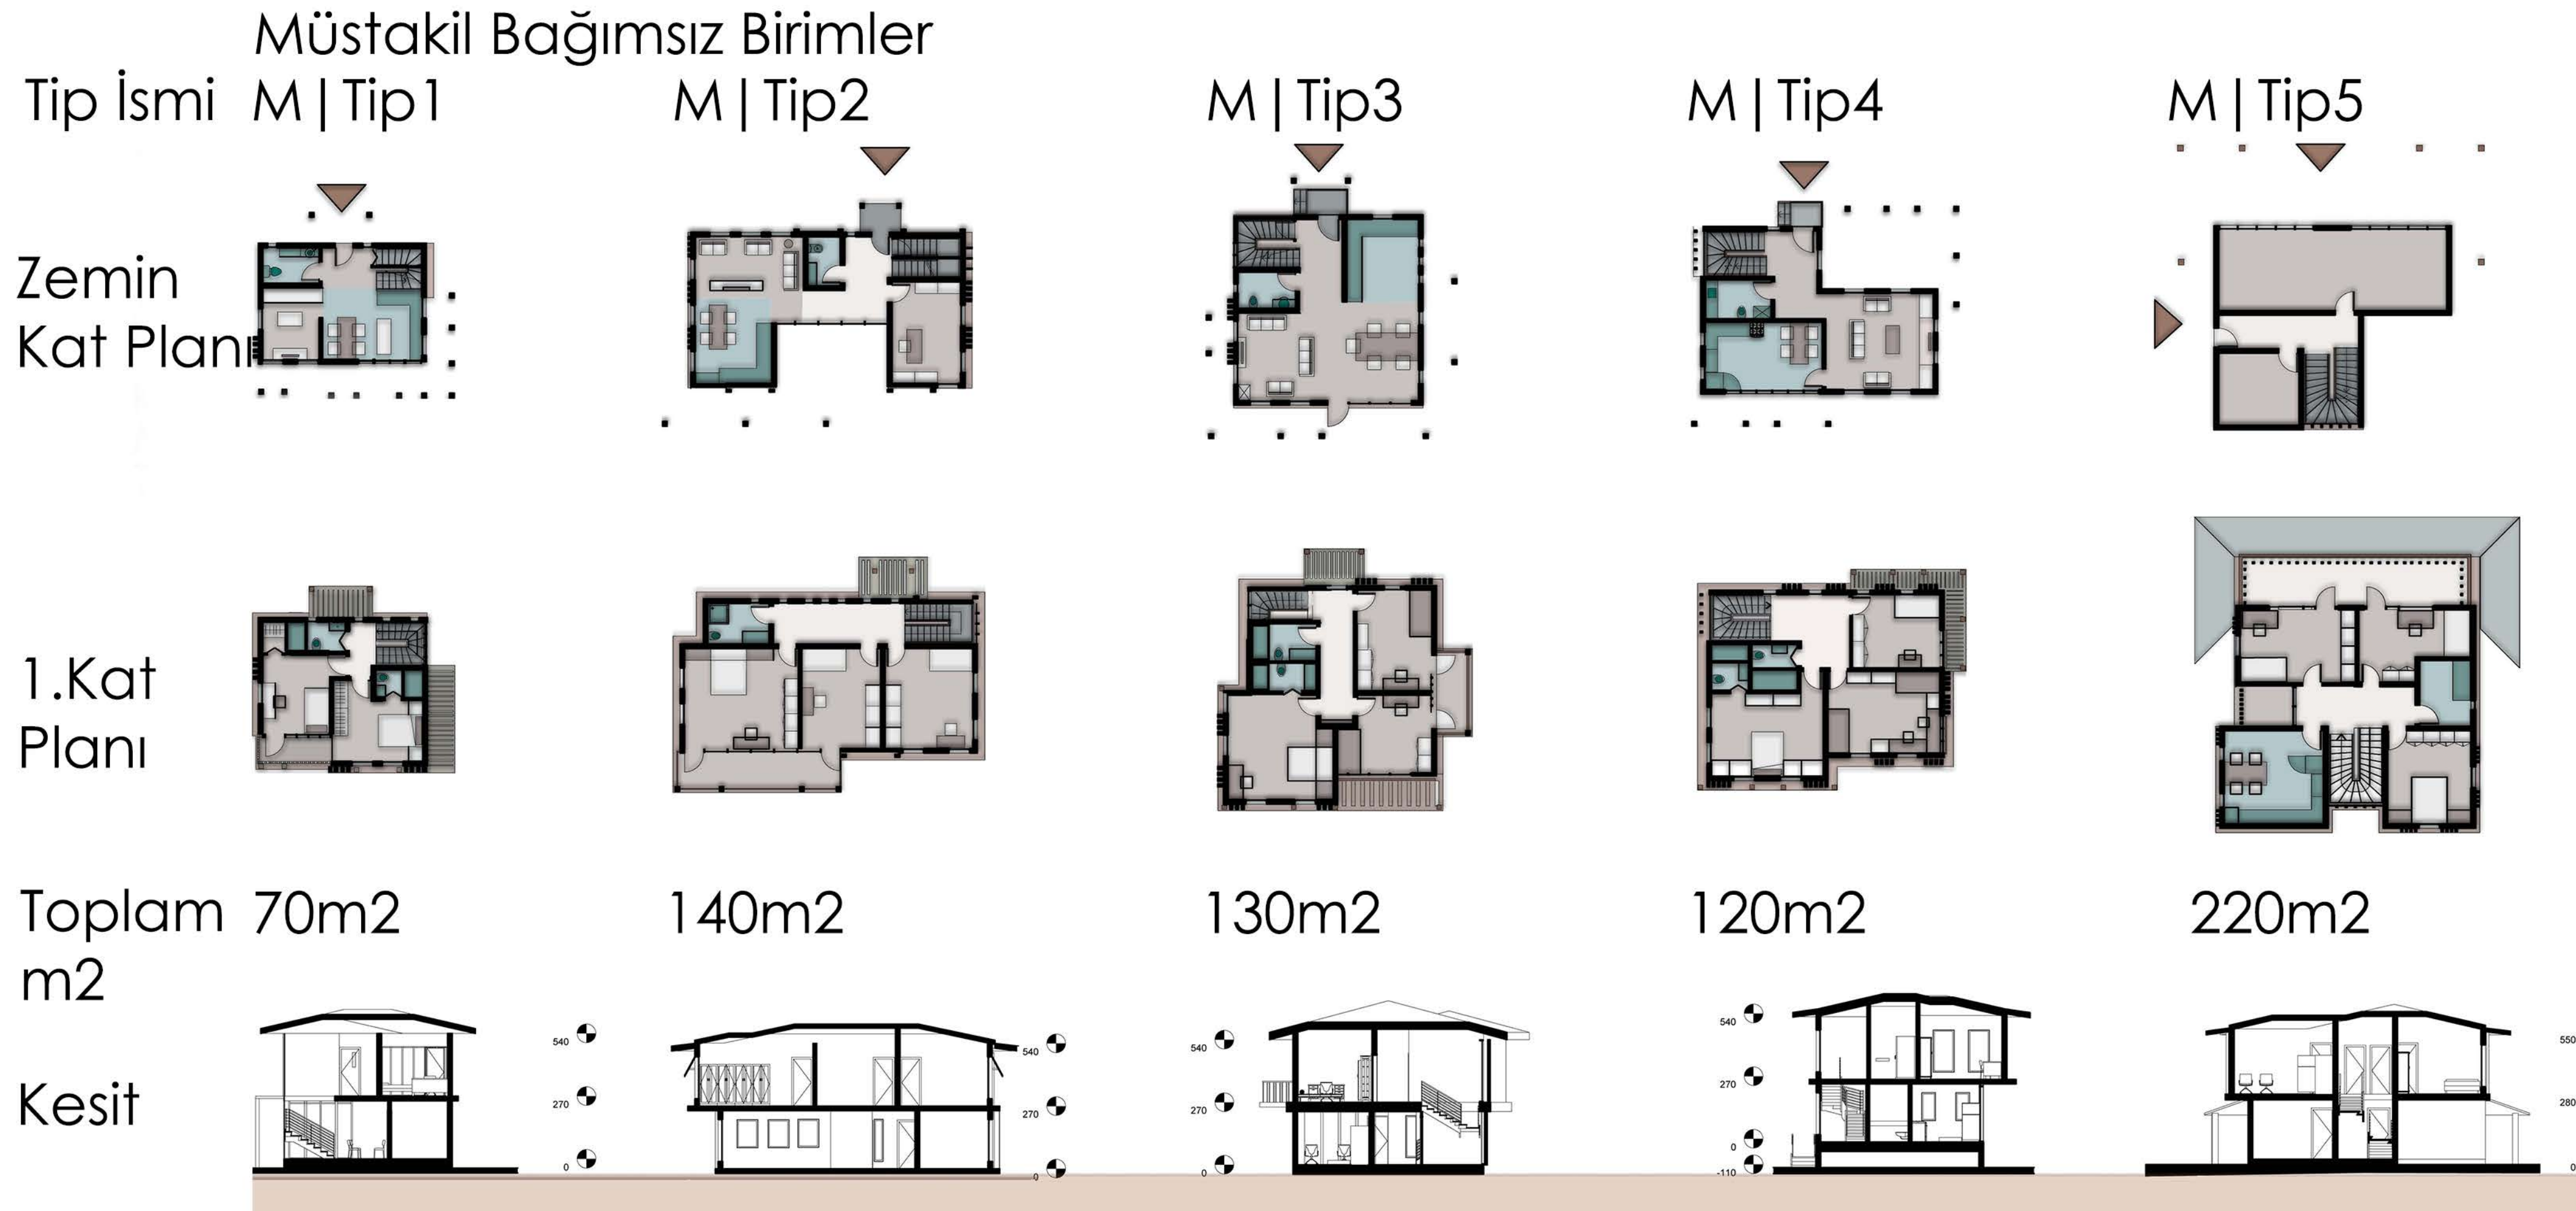 Müstakil Bağımsız Birimler
Tip İsmi M|Tip1 M|Tip2 M|Tip3 M|Tip4 M|Tip5
Zemin
Kat Planı
1.Kat
Planı
Toplam 70m2 140m2 130m2 120m2 220m2
m2
Kesit
540 540 540 540 550
270 270 270 270 280
0 0 0 0 0
-110